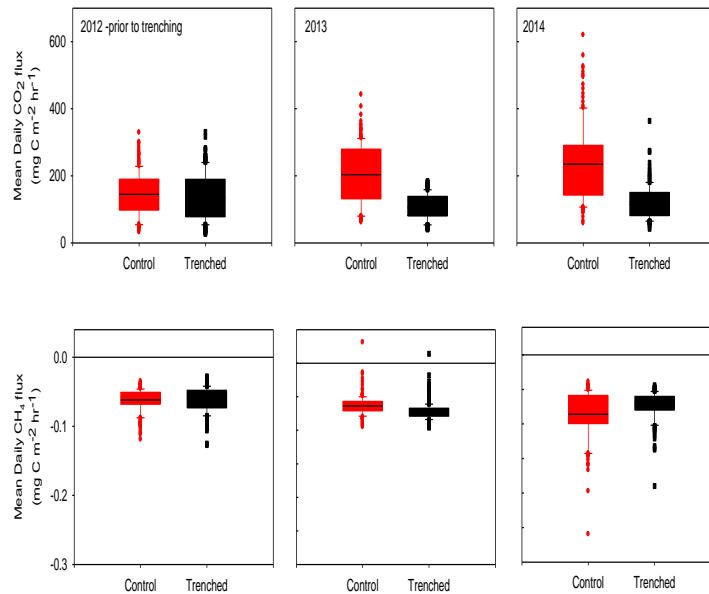 2012 -prior to trenching
2013
2014
Mean Daily CO2 flux
(mg C m−2 hr−1)
600
400
200
0
Control Trenched
Control Trenched
Control Trenched
Mean Daily CH4 flux
(mg C m−2 hr−1)
0.0
-0.1
-0.2
-0.3
Control Trenched
Control Trenched
Control Trenched